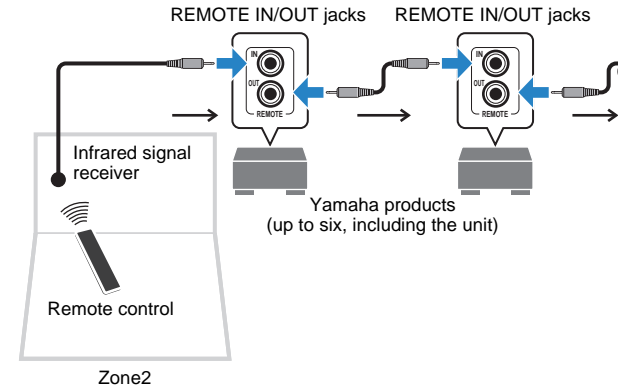 REMOTE IN/OUT jacks
REMOTE IN/OUT jacks
IN
OUT
REMOTE
IN
OUT
REMOTE
Infrared signal
receiver
Yamaha products
(up to six, including the unit)
Remote control
Zone2